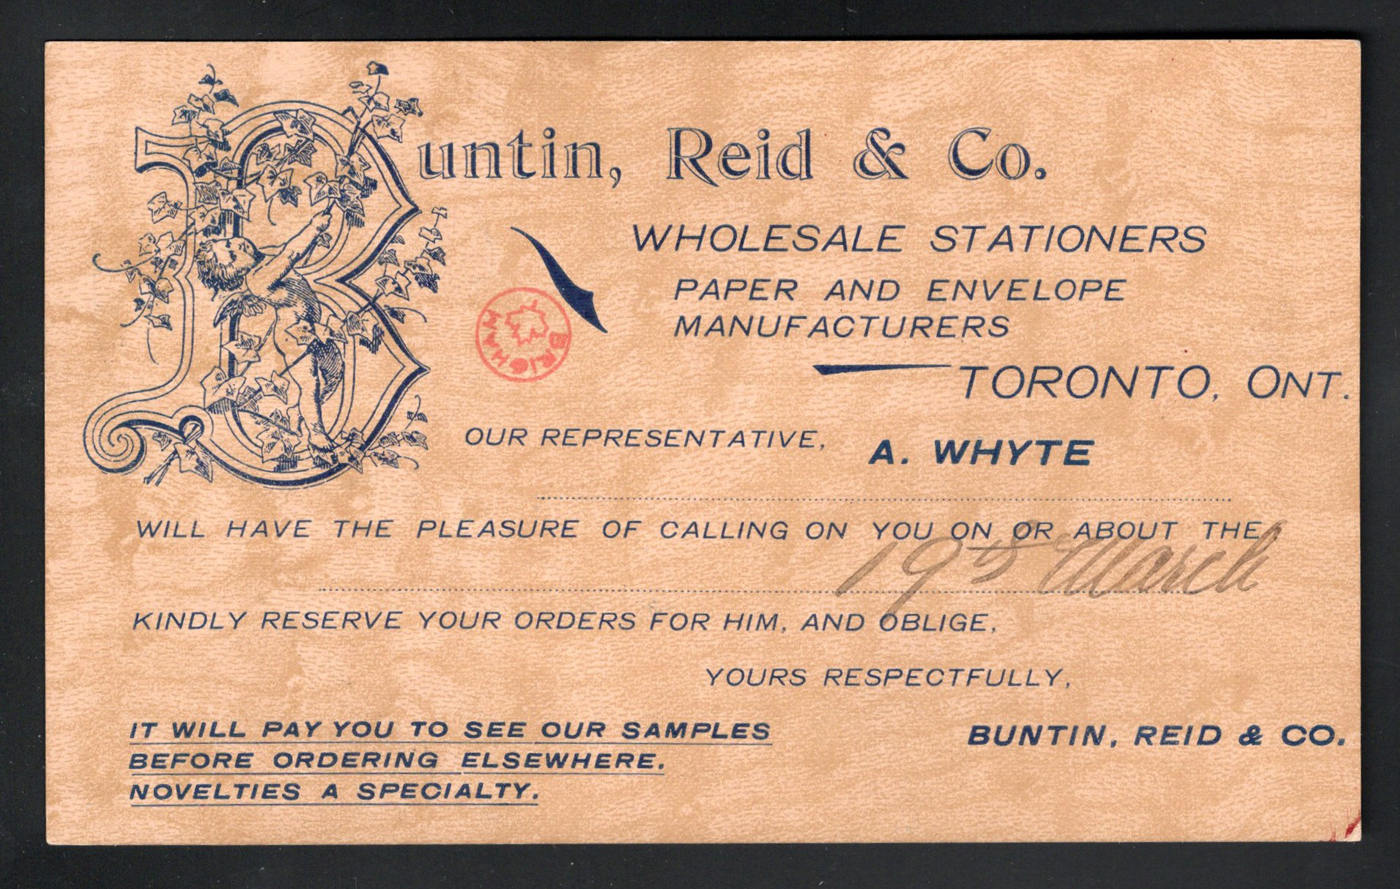 Buntin, Reid & Co.
WHOLESALE STATIONERS
PAPER AND ENVELOPE
MANUFACTURERS
TORONTO, ONT.
BRIGHAM
OUR REPRESENTATIVE, A. WHYTE
WILL HAVE THE PLEASURE OF CALLING ON YOU ON OR ABOUT THE
19th March
KINDLY RESERVE YOUR ORDERS FOR HIM, AND OBLIGE,
YOURS RESPECTFULLY,
BUNTIN, REID & CO.
IT WILL PAY YOU TO SEE OUR SAMPLES
BEFORE ORDERING ELSEWHERE.
NOVELTIES A SPECIALTY.